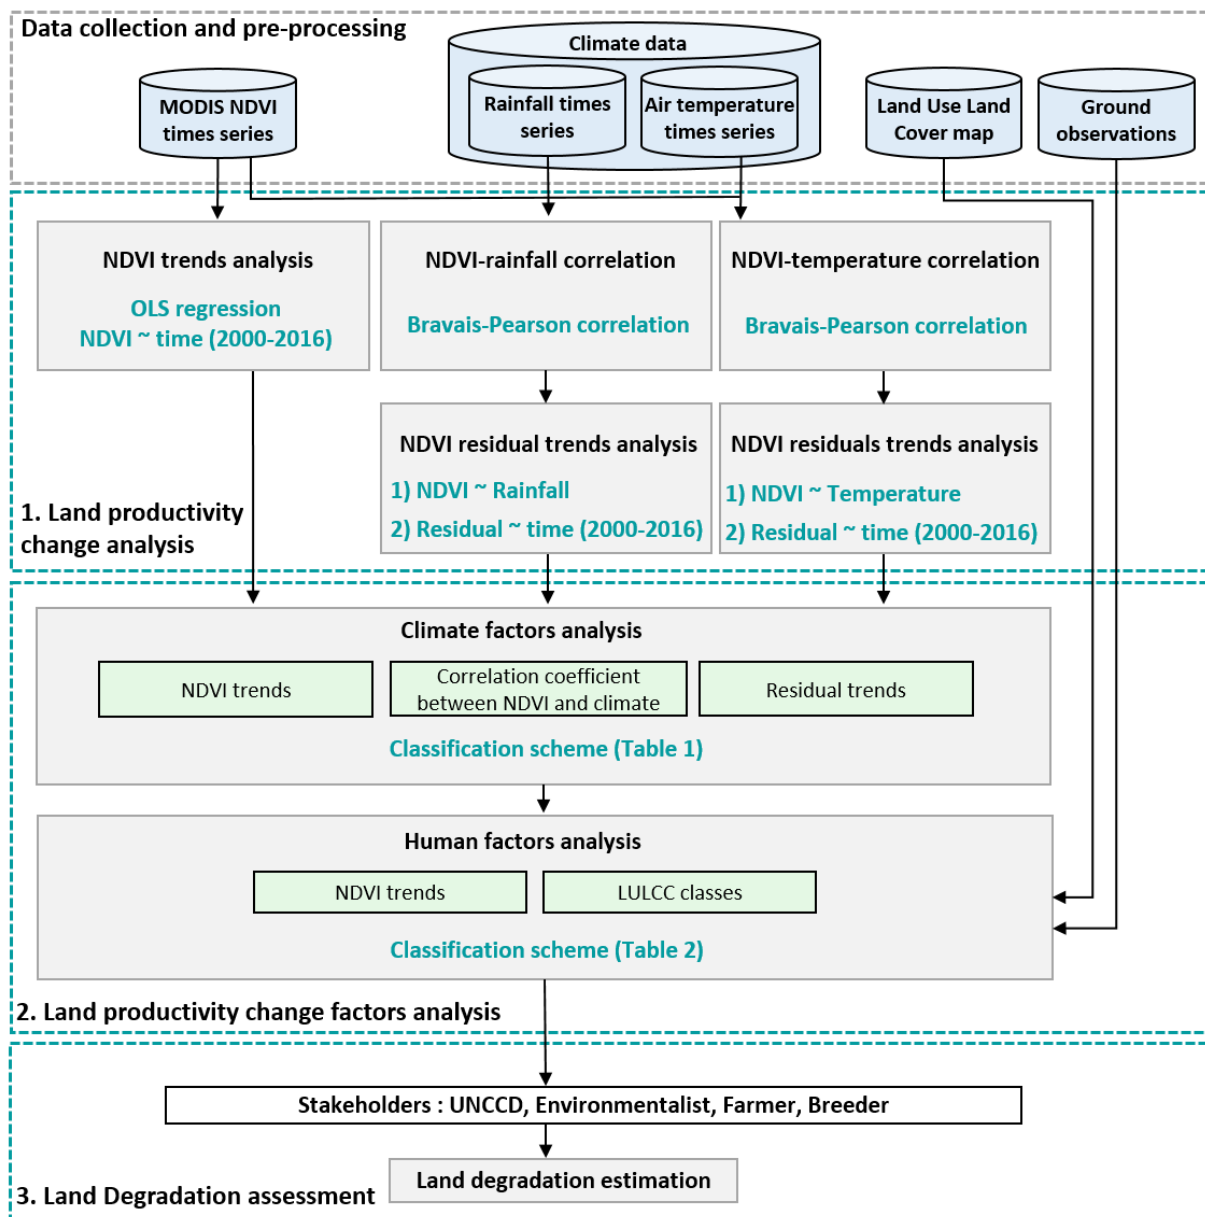 Data collection and pre-processing
Climate data
MODIS NDVI
times series
Rainfall times
series
Air temperature
times series
Land Use Land
Cover map
Ground
observations
NDVI trends analysis
OLS regression
NDVI ~ time (2000-2016)
NDVI-rainfall correlation
Bravais-Pearson correlation
NDVI-temperature correlation
Bravais-Pearson correlation
NDVI residual trends analysis
1) NDVI ~ Rainfall
2) Residual ~ time (2000-2016)
NDVI residuals trends analysis
1) NDVI ~ Temperature
2) Residual ~ time (2000-2016)
1. Land productivity
change analysis
Climate factors analysis
NDVI trends
Correlation coefficient
between NDVI and climate
Residual trends
Classification scheme (Table 1)
Human factors analysis
NDVI trends
LULCC classes
Classification scheme (Table 2)
2. Land productivity change factors analysis
Stakeholders : UNCCD, Environmentalist, Farmer, Breeder
Land degradation estimation
3. Land Degradation assessment